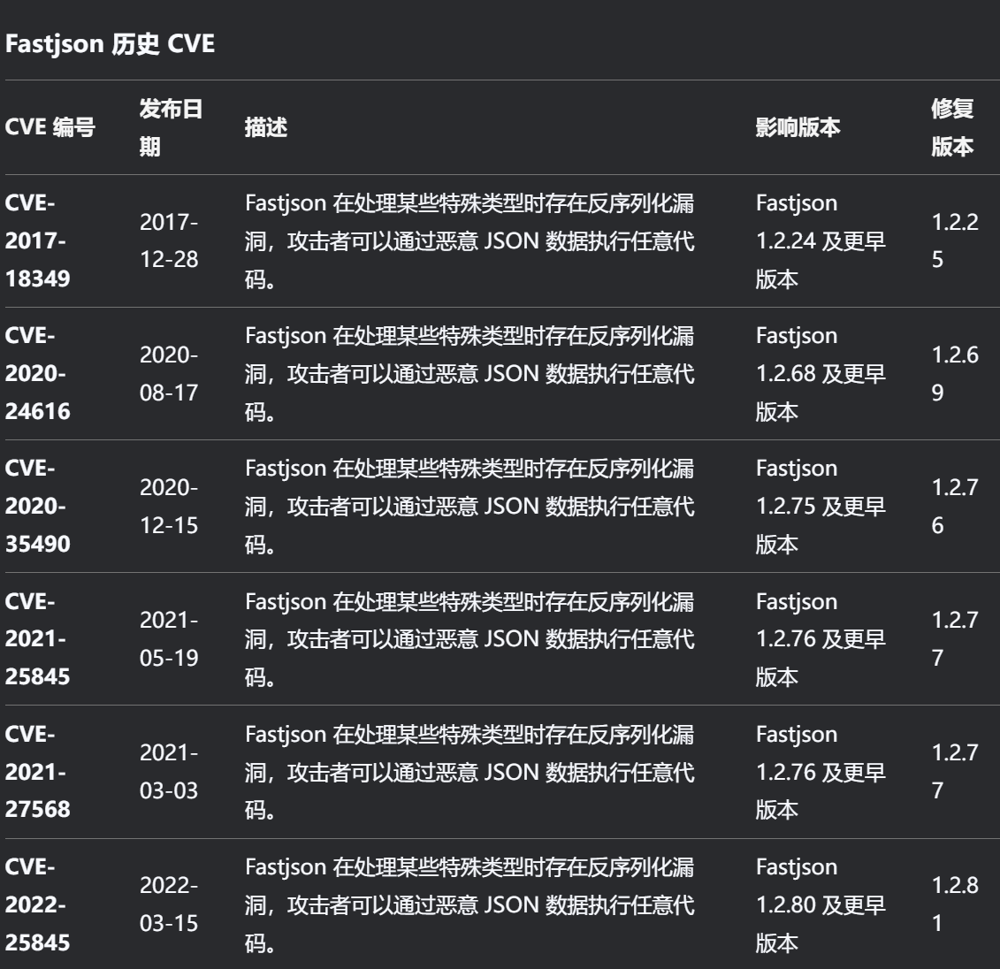 Fastjson 历史 CVE
CVE 编号
发布日
期
描述
影响版本
修复
版本
CVE-
2017-
18349
2017-
12-28
Fastjson 在处理某些特殊类型时存在反序列化漏
洞，攻击者可以通过恶意 JSON 数据执行任意代
码。
Fastjson
1.2.24 及更早
版本
1.2.2
5
CVE-
2020-
24616
2020-
08-17
Fastjson 在处理某些特殊类型时存在反序列化漏
洞，攻击者可以通过恶意 JSON 数据执行任意代
码。
Fastjson
1.2.68 及更早
版本
1.2.6
9
CVE-
2020-
35490
2020-
12-15
Fastjson 在处理某些特殊类型时存在反序列化漏
洞，攻击者可以通过恶意 JSON 数据执行任意代
码。
Fastjson
1.2.75 及更早
版本
1.2.7
6
CVE-
2021-
25845
2021-
05-19
Fastjson 在处理某些特殊类型时存在反序列化漏
洞，攻击者可以通过恶意 JSON 数据执行任意代
码。
Fastjson
1.2.76 及更早
版本
1.2.7
7
CVE-
2021-
27568
2021-
03-03
Fastjson 在处理某些特殊类型时存在反序列化漏
洞，攻击者可以通过恶意 JSON 数据执行任意代
码。
Fastjson
1.2.76 及更早
版本
1.2.7
7
CVE-
2022-
25845
2022-
03-15
Fastjson 在处理某些特殊类型时存在反序列化漏
洞，攻击者可以通过恶意 JSON 数据执行任意代
码。
Fastjson
1.2.80 及更早
版本
1.2.8
1